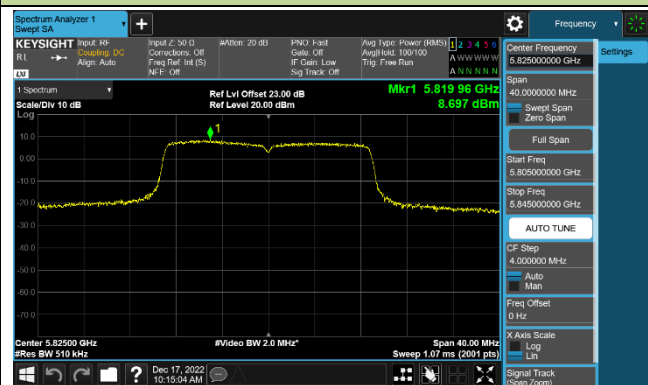 Spectrum Analyzer 1
Swept SA
+
Frequency
KEYSIGHT
Input: RF
Coupling: DC
Align: Auto
Input Z: 50 Ω
Corrections: Off
Freq Ref: Int (S)
NFE: Off
#Atten: 20 dB
PNO: Fast
Gate: Off
IF Gain: Low
Sig Track: Off
Avg Type: Power (RMS)
Avg|Hold: 100/100
Trig: Free Run
1 2 3 4 5 6
A W W W W W
A N N N N N
RL
LXI
1 Spectrum
Scale/Div 10 dB
Log
Ref Lvl Offset 23.00 dB
Ref Level 20.00 dBm
Mkr1 5.819 96 GHz
8.697 dBm
1
10.0
0.00
-10.0
-20.0
-30.0
-40.0
-50.0
-60.0
-70.0
Center 5.82500 GHz
#Res BW 510 kHz
#Video BW 2.0 MHz*
Span 40.00 MHz
Sweep 1.07 ms (2001 pts)
Dec 17, 2022
10:15:04 AM
Center Frequency
5.825000000 GHz
Settings
Span
40.0000000 MHz
Swept Span
Zero Span
Full Span
Start Freq
5.805000000 GHz
Stop Freq
5.845000000 GHz
AUTO TUNE
CF Step
4.000000 MHz
Auto
Man
Freq Offset
0 Hz
X Axis Scale
Log
Lin
Signal Track
(Span Zoom)